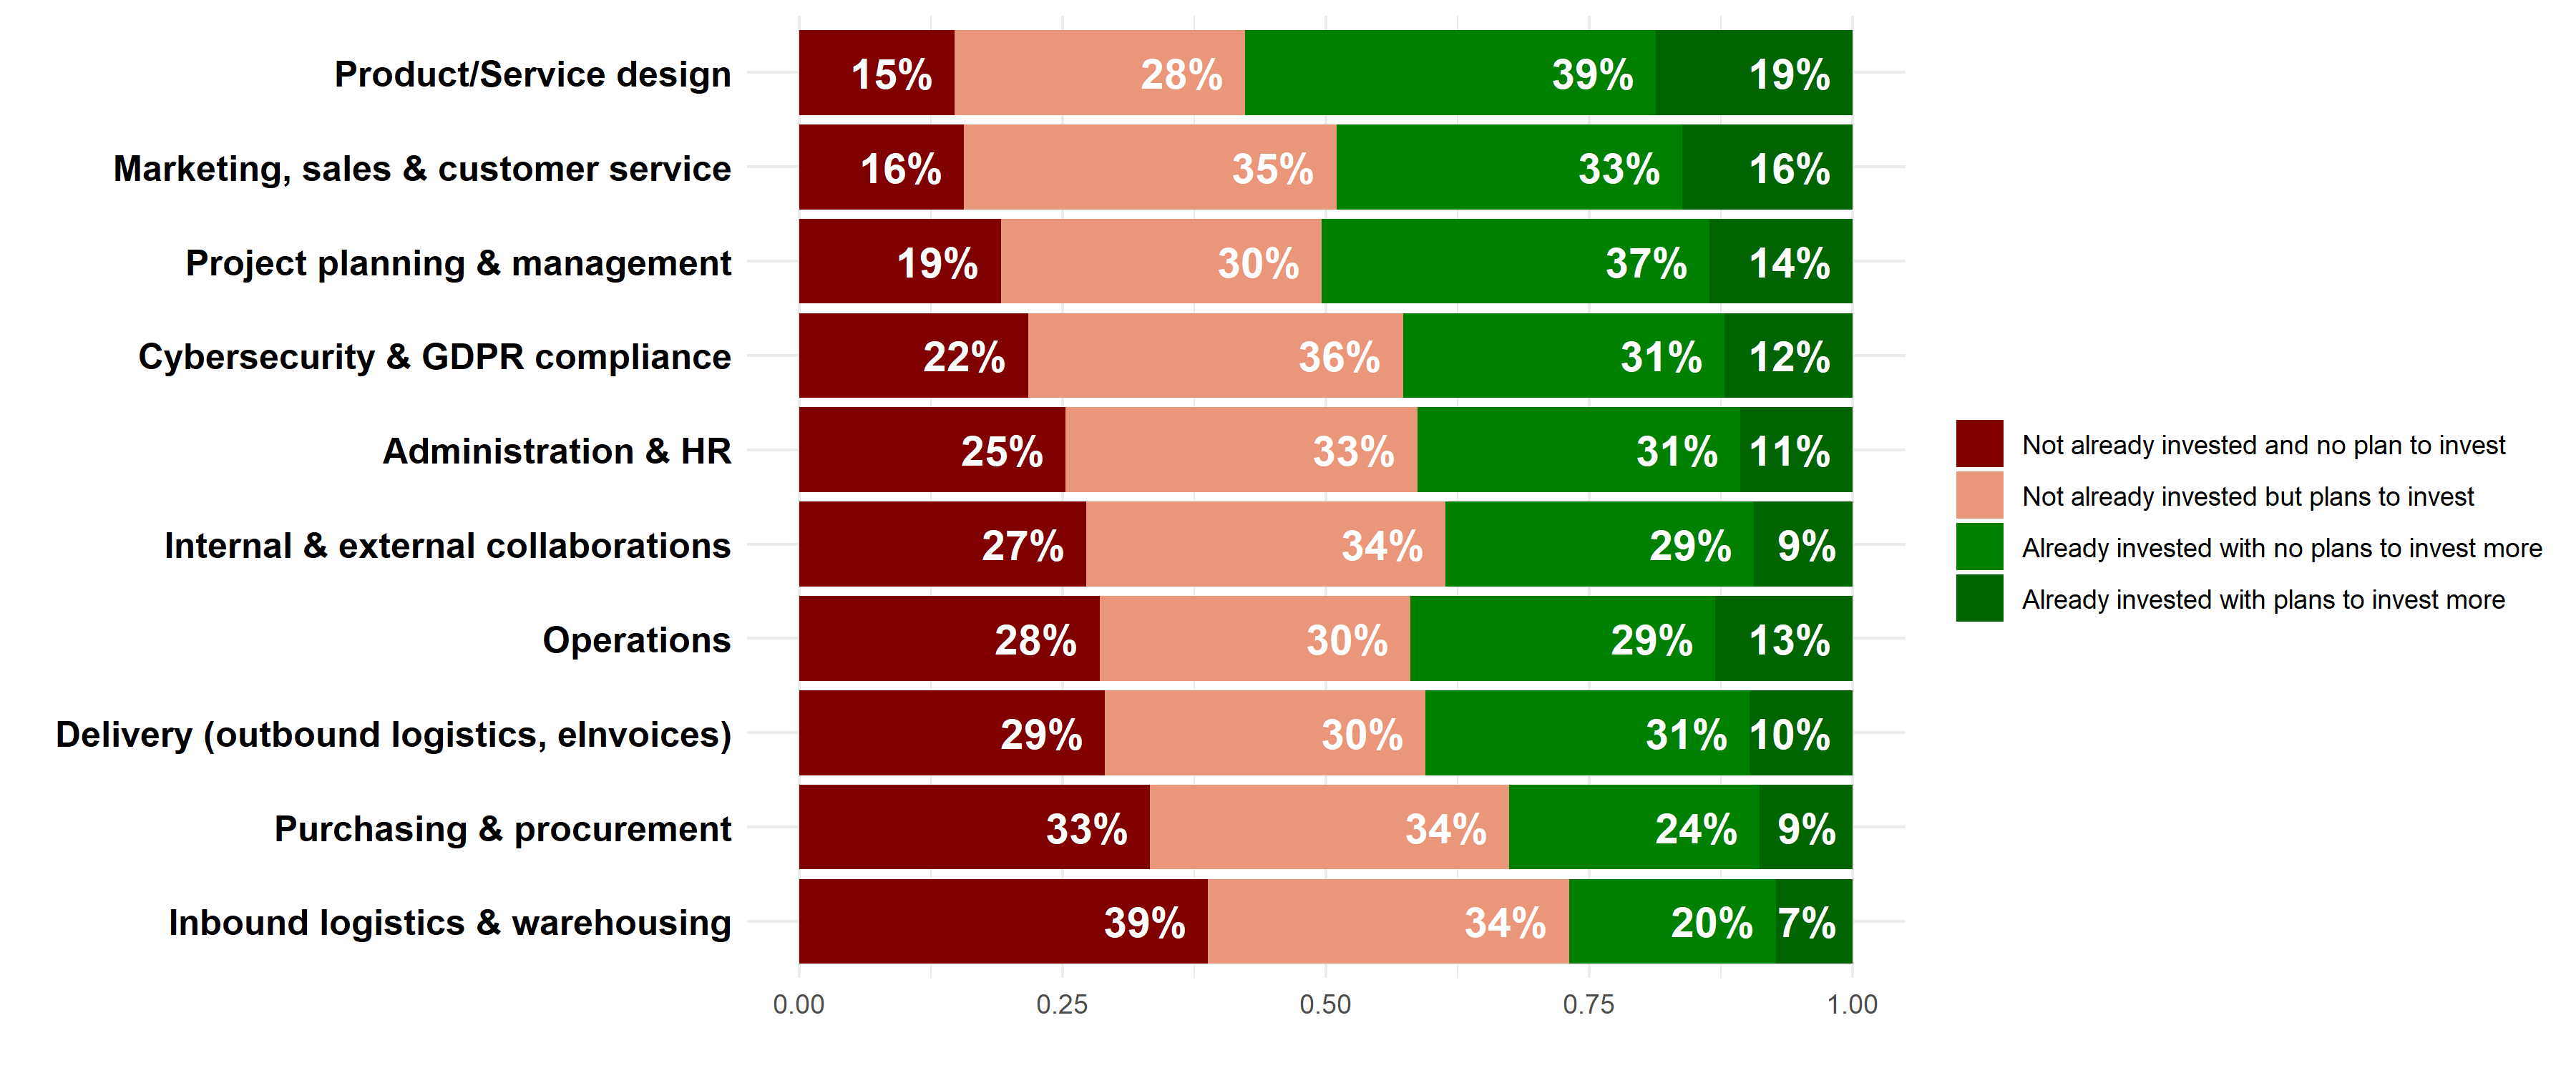 Product/Service design 15% 28% 39% 19%
Marketing, sales & customer service 16% 35% 33% 16%
Project planning & management 19% 30% 37% 14%
Cybersecurity & GDPR compliance 22% 36% 31% 12%
Administration & HR 25% 33% 31% 11%
Internal & external collaborations 27% 34% 29% 9%
Operations 28% 30% 29% 13%
Delivery (outbound logistics, eInvoices) 29% 30% 31% 10%
Purchasing & procurement 33% 34% 24% 9%
Inbound logistics & warehousing 39% 34% 20% 7%
0.00 0.25 0.50 0.75 1.00
Not already invested and no plan to invest
Not already invested but plans to invest
Already invested with no plans to invest more
Already invested with plans to invest more